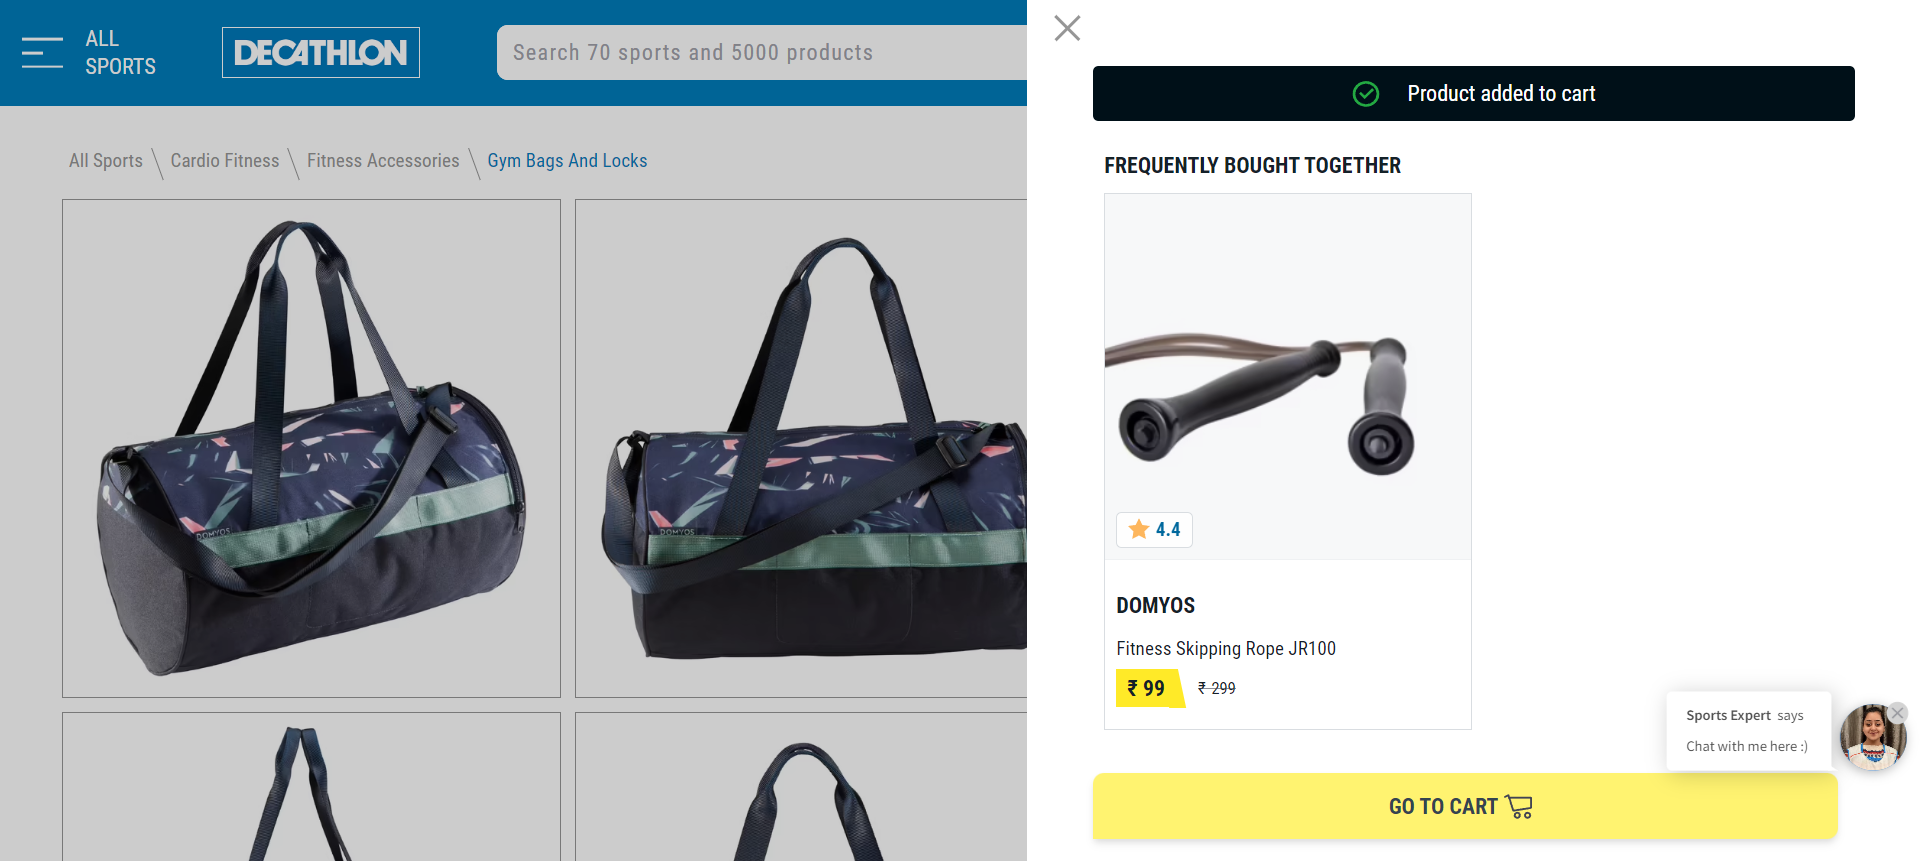 ALL
SPORTS
DECATHLON
Search 70 sports and 5000 products
All Sports
Cardio Fitness
Fitness Accessories
Gym Bags And Locks
DOMYOS
DOMYOS
Product added to cart
FREQUENTLY BOUGHT TOGETHER
4.4
DOMYOS
Fitness Skipping Rope JR100
₹ 99 ₹ 299
Sports Expert says
Chat with me here :)
GO TO CART